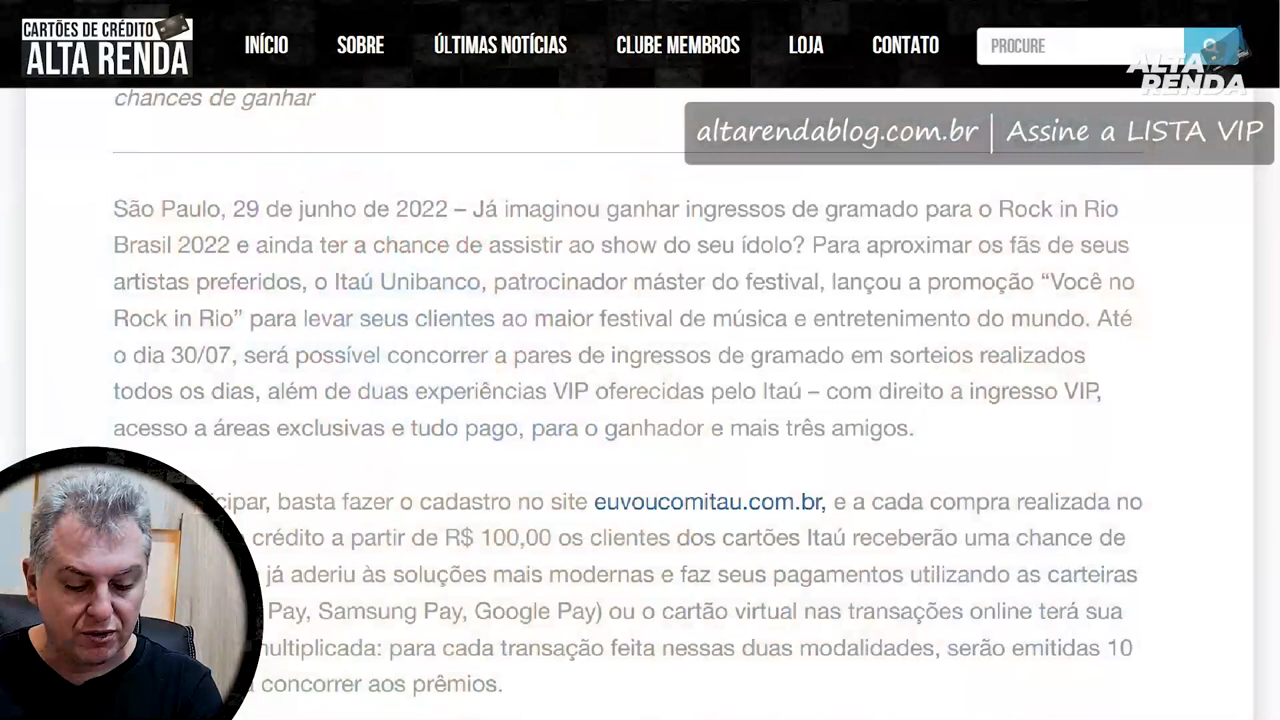 CARTÕES DE CRÉDITO
ALTA RENDA
INÍCIO
SOBRE
ÚLTIMAS NOTÍCIAS
CLUBE MEMBROS
LOJA
CONTATO
PROCURE
ALTA
RENDA
altarendablog.com.br | Assine a LISTA VIP
chances de ganhar
São Paulo, 29 de junho de 2022 – Já imaginou ganhar ingressos de gramado para o Rock in Rio
Brasil 2022 e ainda ter a chance de assistir ao show do seu ídolo? Para aproximar os fãs de seus
artistas preferidos, o Itaú Unibanco, patrocinador máster do festival, lançou a promoção “Você no
Rock in Rio” para levar seus clientes ao maior festival de música e entretenimento do mundo. Até
o dia 30/07, será possível concorrer a pares de ingressos de gramado em sorteios realizados
todos os dias, além de duas experiências VIP oferecidas pelo Itaú – com direito a ingresso VIP,
acesso a áreas exclusivas e tudo pago, para o ganhador e mais três amigos.
cipar, basta fazer o cadastro no site euvoucomitau.com.br, e a cada compra realizada no
crédito a partir de R$ 100,00 os clientes dos cartões Itaú receberão uma chance de
já aderiu às soluções mais modernas e faz seus pagamentos utilizando as carteiras
Pay, Samsung Pay, Google Pay) ou o cartão virtual nas transações online terá sua
ultiplicada: para cada transação feita nessas duas modalidades, serão emitidas 10
concorrer aos prêmios.